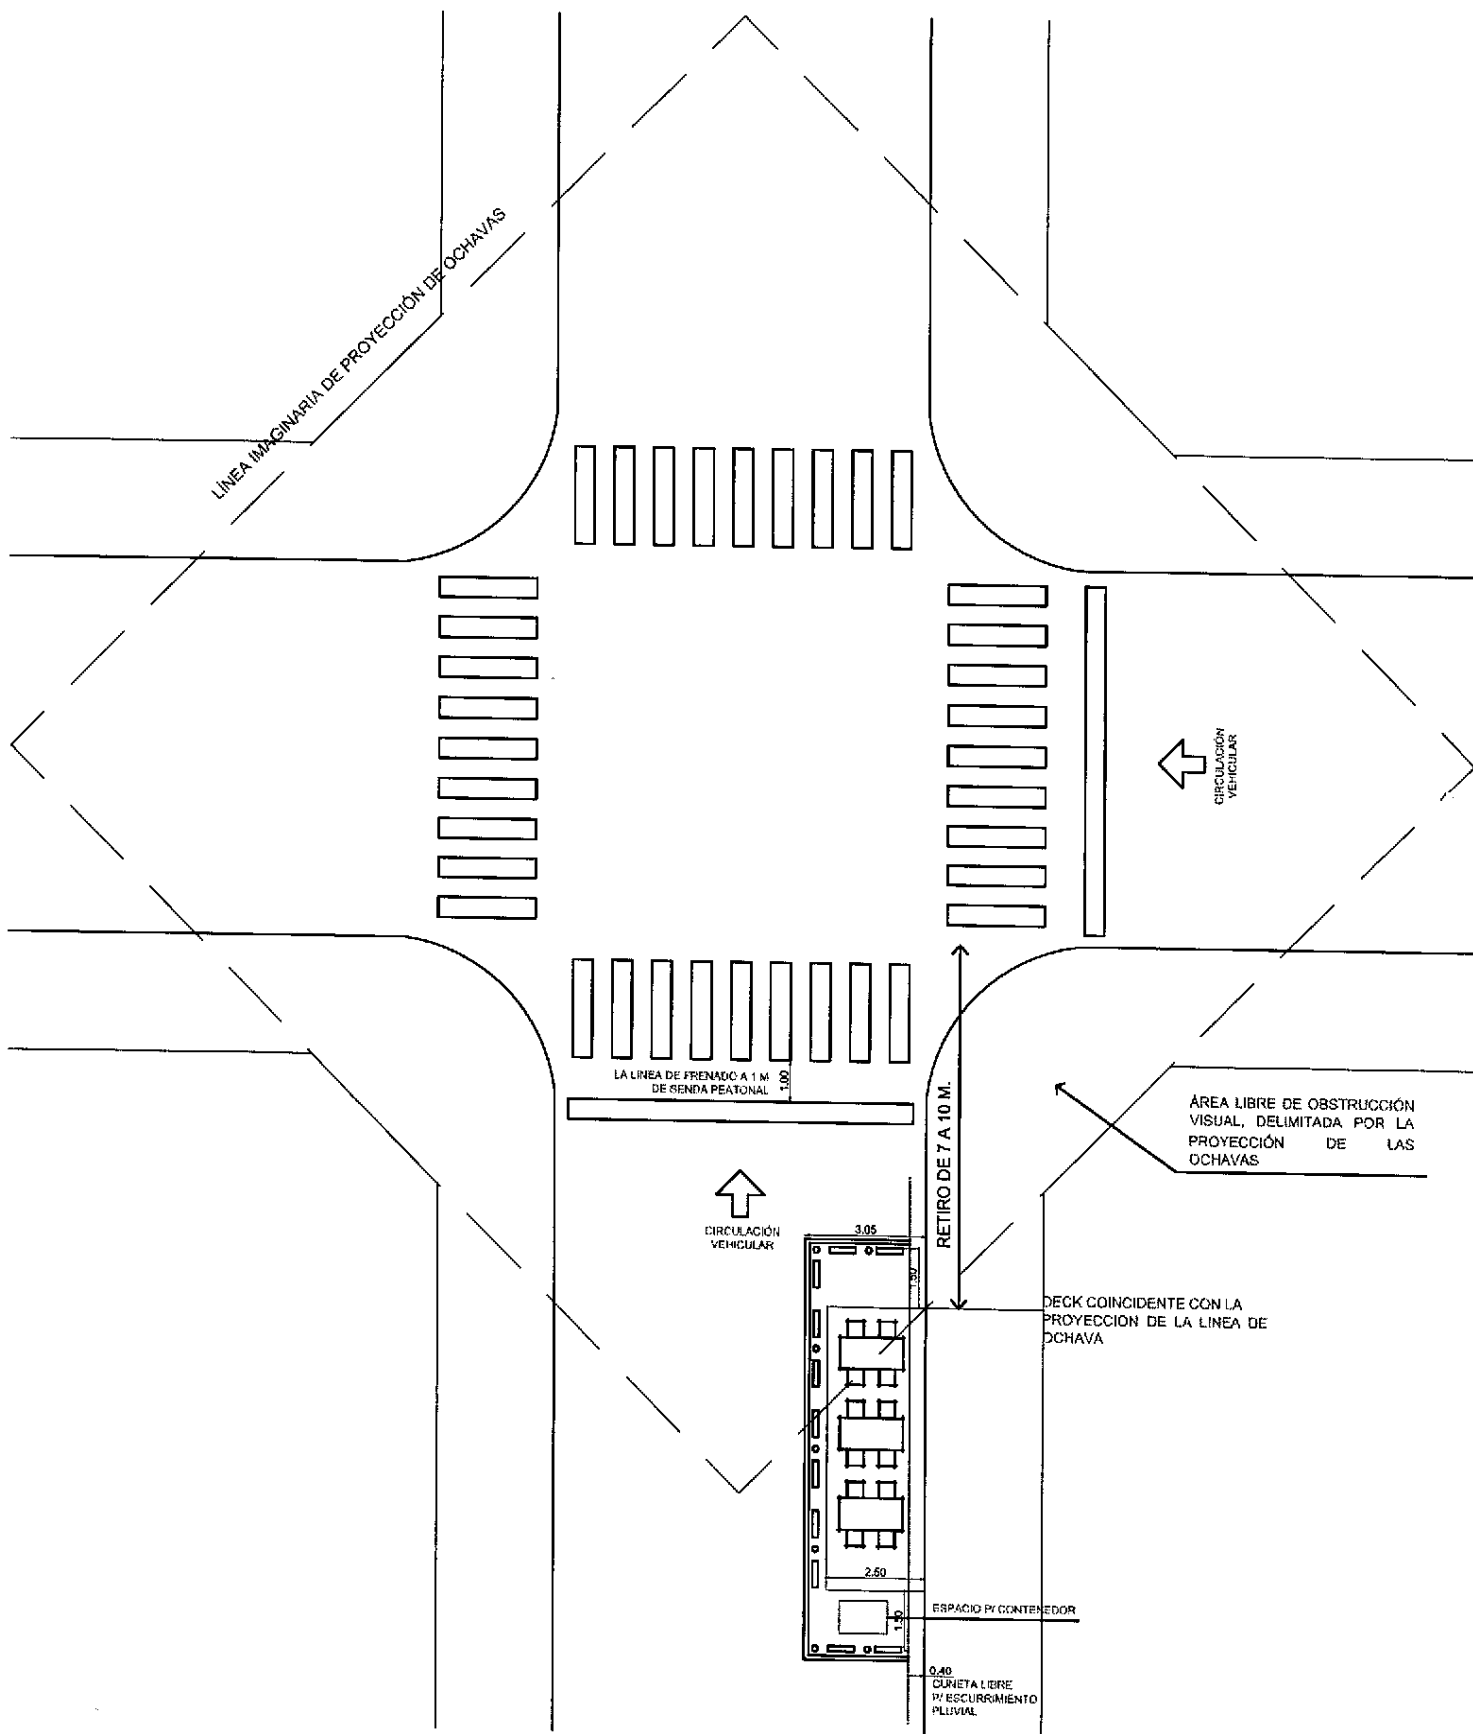 LÍNEA IMAGINARIA DE PROYECCIÓN DE OCHAVAS
CIRCULACIÓN
VEHICULAR
LA LINEA DE FRENADO A 1 M
DE SENDA PEATONAL
1.00
RETIRO DE 7 A 10 M.
ÁREA LIBRE DE OBSTRUCCIÓN
VISUAL, DELIMITADA POR LA
PROYECCIÓN DE LAS
OCHAVAS
CIRCULACIÓN
VEHICULAR
3.05
1.50
DECK COINCIDENTE CON LA
PROYECCION DE LA LINEA DE
OCHAVA
2.50
1.50
ESPACIO P/ CONTENEDOR
0.40
CUNETA LIBRE
P/ ESCURRIMIENTO
PLUVIAL